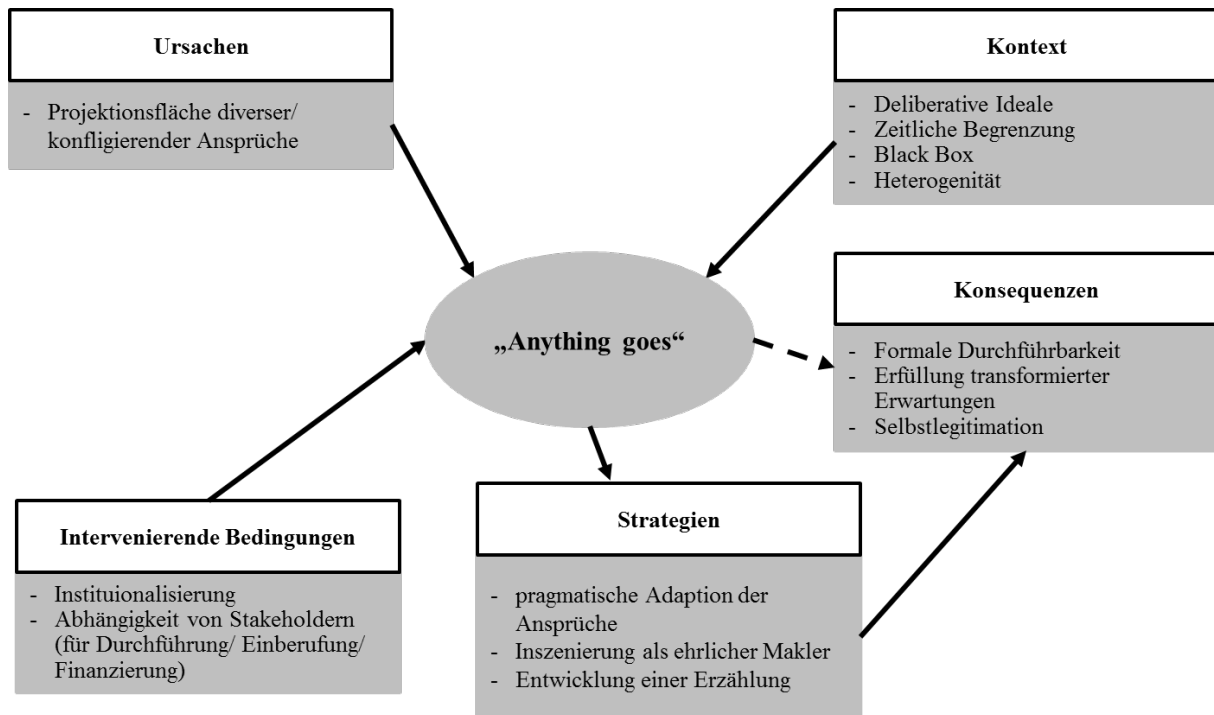 Ursachen
- Projektionsfläche diverser/
konfligierender Ansprüche
Kontext
- Deliberative Ideale
- Zeitliche Begrenzung
- Black Box
- Heterogenität
„Anything goes“
Konsequenzen
- Formale Durchführbarkeit
- Erfüllung transformierter
Erwartungen
- Selbstlegitimation
Intervenierende Bedingungen
- Instituionalisierung
- Abhängigkeit von Stakeholdern
(für Durchführung/ Einberufung/
Finanzierung)
Strategien
- pragmatische Adaption der
Ansprüche
- Inszenierung als ehrlicher Makler
- Entwicklung einer Erzählung